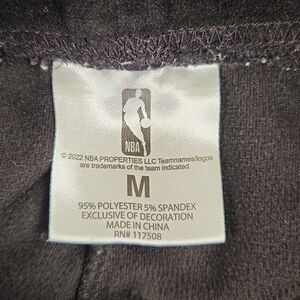 NBA
© 2022 NBA PROPERTIES LLC Teamnames/logos
are trademarks of the team indicated.
M
95% POLYESTER 5% SPANDEX
EXCLUSIVE OF DECORATION
MADE IN CHINA
RN# 117508